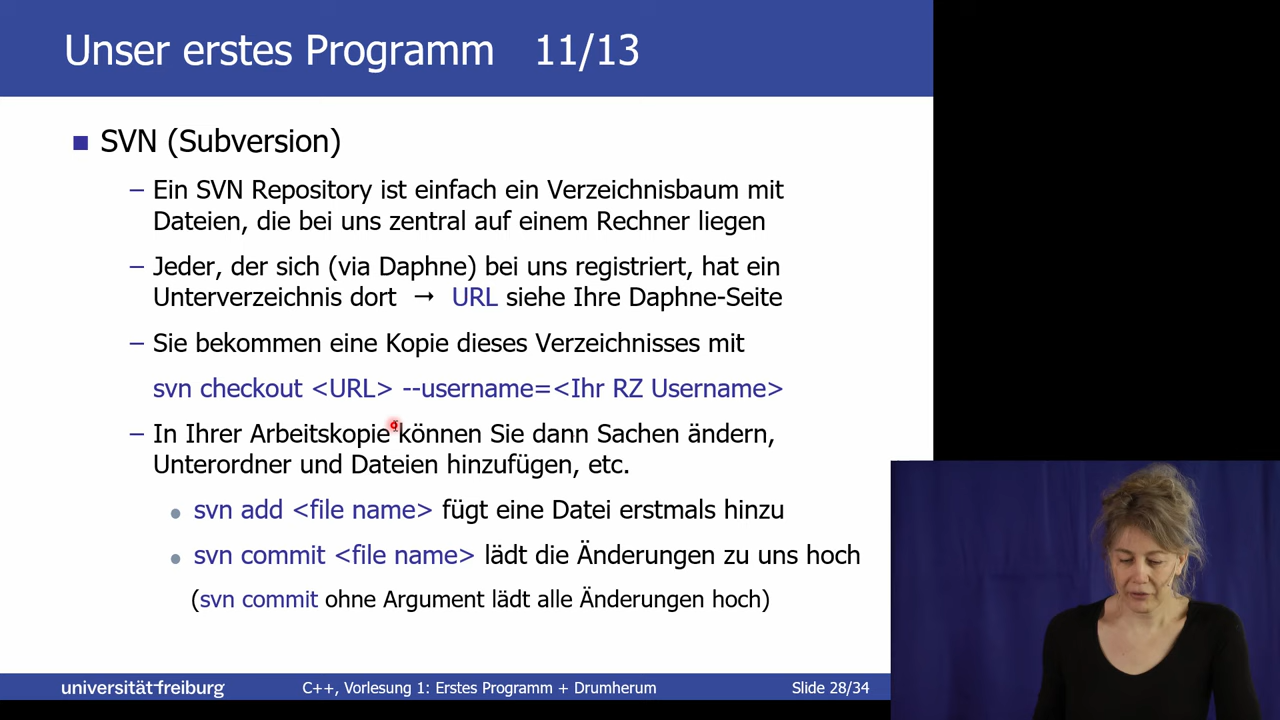 Unser erstes Programm 11/13
SVN (Subversion)
– Ein SVN Repository ist einfach ein Verzeichnisbaum mit
Dateien, die bei uns zentral auf einem Rechner liegen
– Jeder, der sich (via Daphne) bei uns registriert, hat ein
Unterverzeichnis dort → URL siehe Ihre Daphne-Seite
– Sie bekommen eine Kopie dieses Verzeichnisses mit
svn checkout <URL> --username=<Ihr RZ Username>
– In Ihrer Arbeitskopie können Sie dann Sachen ändern,
Unterordner und Dateien hinzufügen, etc.
svn add <file name> fügt eine Datei erstmals hinzu
svn commit <file name> lädt die Änderungen zu uns hoch
(svn commit ohne Argument lädt alle Änderungen hoch)
universität freiburg
C++, Vorlesung 1: Erstes Programm + Drumherum
Slide 28/34